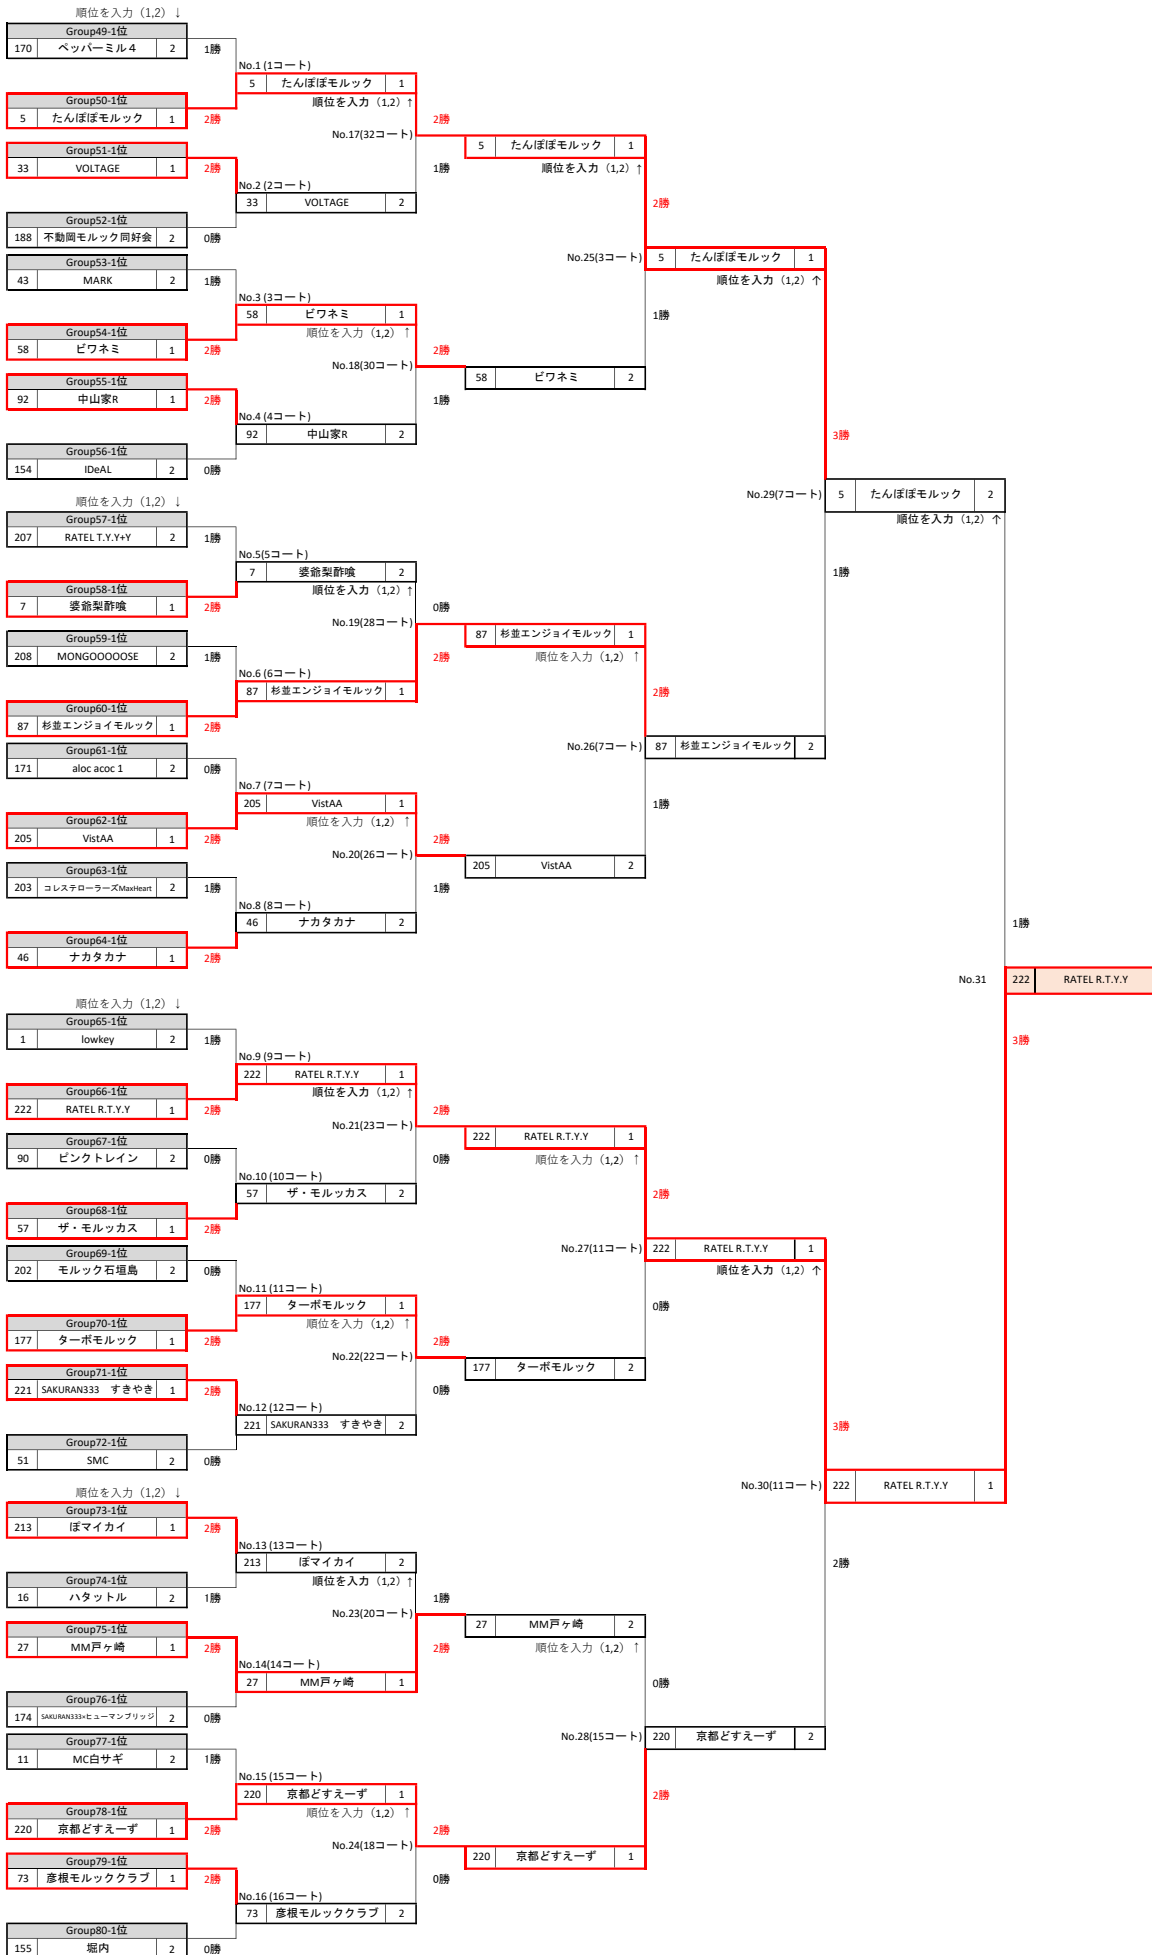 順位を入力（1,2）↓
Group49-1位
170 ペッパーミル４ 2 1勝
No.1 (1コート)
5 たんぽぽモルック 1
Group50-1位
順位を入力（1,2）↑
5 たんぽぽモルック 1 2勝
2勝
No.17(32コート)
5 たんぽぽモルック 1
Group51-1位
33 VOLTAGE 1 2勝
1勝
順位を入力（1,2）↑
No.2 (2コート)
33 VOLTAGE 2
2勝
Group52-1位
188 不動岡モルック同好会 2 0勝
No.25(3コート)
5 たんぽぽモルック 1
順位を入力（1,2）↑
Group53-1位
43 MARK 2 1勝
No.3 (3コート)
58 ビワネミ 1
1勝
順位を入力（1,2）↑
Group54-1位
58 ビワネミ 1 2勝
2勝
No.18(30コート)
58 ビワネミ 2
Group55-1位
92 中山家R 1 2勝
1勝
No.4 (4コート)
92 中山家R 2
3勝
Group56-1位
154 IDeAL 2 0勝
No.29(7コート)
5 たんぽぽモルック 2
順位を入力（1,2）↑
順位を入力（1,2）↓
Group57-1位
207 RATEL T.Y.Y+Y 2 1勝
No.5(5コート)
7 婆爺梨酢喰 2
1勝
Group58-1位
順位を入力（1,2）↑
7 婆爺梨酢喰 1 2勝
0勝
No.19(28コート)
87 杉並エンジョイモルック 1
Group59-1位
208 MONGOOOOOSE 2 1勝
2勝
順位を入力（1,2）↑
No.6 (6コート)
87 杉並エンジョイモルック 1
2勝
Group60-1位
87 杉並エンジョイモルック 1 2勝
No.26(7コート)
87 杉並エンジョイモルック 2
Group61-1位
171 aloc acoc 1 2 0勝
No.7 (7コート)
205 VistAA 1
1勝
Group62-1位
順位を入力（1,2）↑
205 VistAA 1 2勝
2勝
No.20(26コート)
205 VistAA 2
Group63-1位
203 コレステローラーズMaxHeart 2 1勝
1勝
No.8 (8コート)
46 ナカタカナ 2
1勝
Group64-1位
46 ナカタカナ 1 2勝
No.31
222 RATEL R.T.Y.Y
順位を入力（1,2）↓
Group65-1位
1 lowkey 2 1勝
3勝
No.9 (9コート)
222 RATEL R.T.Y.Y 1
Group66-1位
順位を入力（1,2）↑
222 RATEL R.T.Y.Y 1 2勝
2勝
No.21(23コート)
222 RATEL R.T.Y.Y 1
Group67-1位
90 ピンクトレイン 2 0勝
0勝
順位を入力（1,2）↑
No.10 (10コート)
57 ザ・モルッカス 2
2勝
Group68-1位
57 ザ・モルッカス 1 2勝
No.27(11コート)
222 RATEL R.T.Y.Y 1
Group69-1位
202 モルック石垣島 2 0勝
順位を入力（1,2）↑
No.11 (11コート)
177 ターボモルック 1
0勝
Group70-1位
順位を入力（1,2）↑
177 ターボモルック 1 2勝
2勝
No.22(22コート)
177 ターボモルック 2
Group71-1位
221 SAKURAN333　すきやき 1 2勝
0勝
No.12 (12コート)
221 SAKURAN333　すきやき 2
3勝
Group72-1位
51 SMC 2 0勝
No.30(11コート)
222 RATEL R.T.Y.Y 1
順位を入力（1,2）↓
Group73-1位
213 ぽマイカイ 1 2勝
No.13 (13コート)
213 ぽマイカイ 2
2勝
Group74-1位
順位を入力（1,2）↑
16 ハタットル 2 1勝
1勝
No.23(20コート)
27 MM戸ヶ崎 2
Group75-1位
27 MM戸ヶ崎 1 2勝
2勝
順位を入力（1,2）↑
No.14(14コート)
27 MM戸ヶ崎 1
0勝
Group76-1位
174 SAKURAN333×ヒューマンブリッジ 2 0勝
No.28(15コート)
220 京都どすえーず 2
Group77-1位
11 MC白サギ 2 1勝
No.15 (15コート)
220 京都どすえーず 1
2勝
Group78-1位
順位を入力（1,2）↑
220 京都どすえーず 1 2勝
2勝
No.24(18コート)
220 京都どすえーず 1
Group79-1位
73 彦根モルッククラブ 1 2勝
0勝
No.16 (16コート)
73 彦根モルッククラブ 2
Group80-1位
155 堀内 2 0勝